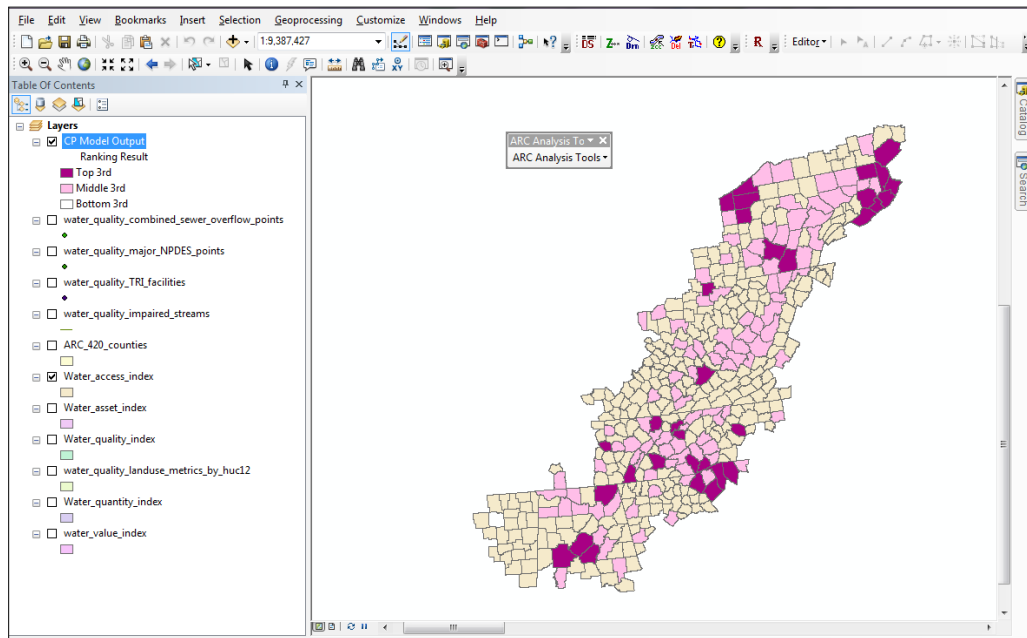 File Edit View Bookmarks Insert Selection Geoprocessing Customize Windows Help
1:9,387,427
Editor
Table Of Contents
Layers
CP Model Output
Ranking Result
Top 3rd
Middle 3rd
Bottom 3rd
water_quality_combined_sewer_overflow_points
water_quality_major_NPDES_points
water_quality_TRI_facilities
water_quality_impaired_streams
ARC_420_counties
Water_access_index
Water_asset_index
Water_quality_index
water_quality_landuse_metrics_by_huc12
Water_quantity_index
water_value_index
ARC Analysis To
ARC Analysis Tools
Catalog
Search